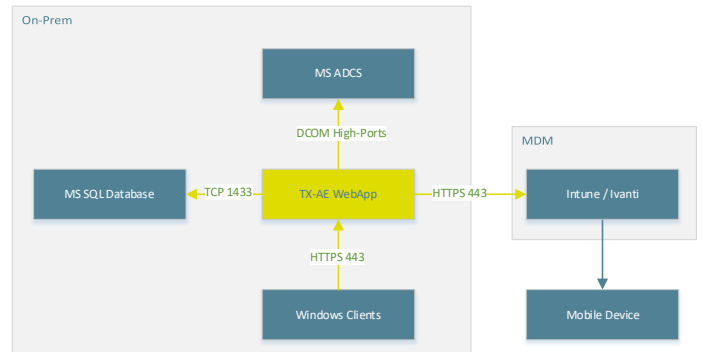 On-Prem
MS ADCS
DCOM High-Ports
MDM
MS SQL Database
TCP 1433
TX-AE WebApp
HTTPS 443
Intune / Ivanti
HTTPS 443
Windows Clients
Mobile Device